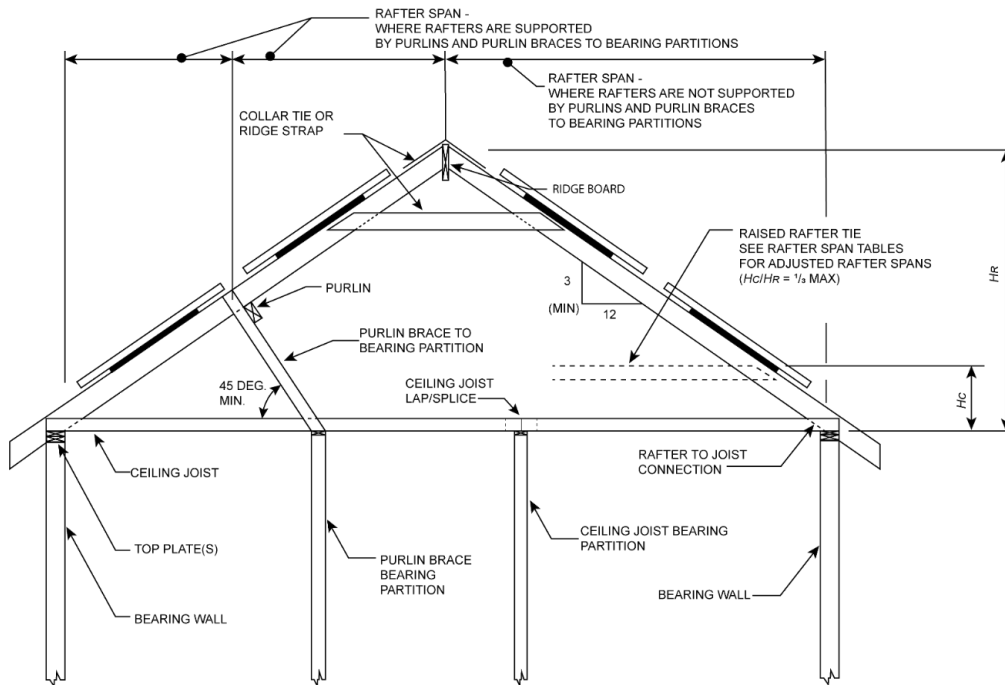 RAFTER SPAN -
WHERE RAFTERS ARE SUPPORTED
BY PURLINS AND PURLIN BRACES TO BEARING PARTITIONS
RAFTER SPAN -
WHERE RAFTERS ARE NOT SUPPORTED
BY PURLINS AND PURLIN BRACES
TO BEARING PARTITIONS
COLLAR TIE OR
RIDGE STRAP
RIDGE BOARD
RAISED RAFTER TIE
SEE RAFTER SPAN TABLES
FOR ADJUSTED RAFTER SPANS
(HC/HR = 1/3 MAX)
HR
3
(MIN)
12
PURLIN
PURLIN BRACE TO
BEARING PARTITION
45 DEG.
MIN.
CEILING JOIST
LAP/SPLICE
HC
CEILING JOIST
RAFTER TO JOIST
CONNECTION
TOP PLATE(S)
PURLIN BRACE
BEARING
PARTITION
CEILING JOIST BEARING
PARTITION
BEARING WALL
BEARING WALL